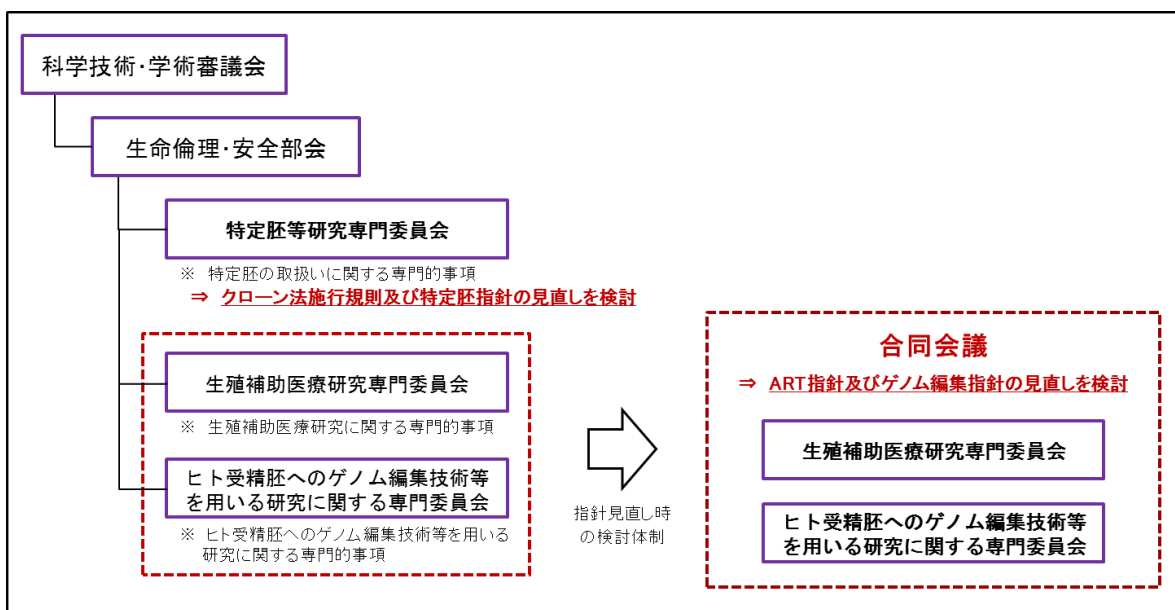 科学技術・学術審議会
生命倫理・安全部会
特定胚等研究専門委員会
※ 特定胚の取扱いに関する専門的事項
⇒ クローン法施行規則及び特定胚指針の見直しを検討
生殖補助医療研究専門委員会
※ 生殖補助医療研究に関する専門的事項
ヒト受精胚へのゲノム編集技術等
を用いる研究に関する専門委員会
※ ヒト受精胚へのゲノム編集技術等を用いる
研究に関する専門的事項
指針見直し時
の検討体制
合同会議
⇒ ART指針及びゲノム編集指針の見直しを検討
生殖補助医療研究専門委員会
ヒト受精胚へのゲノム編集技術等
を用いる研究に関する専門委員会